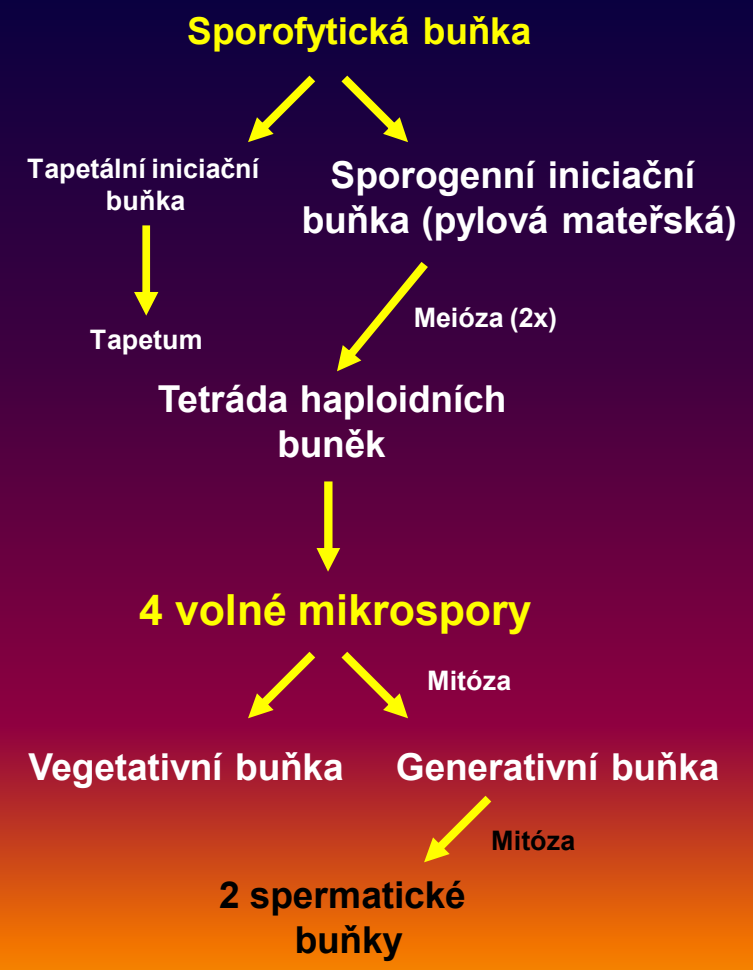 Sporofytická buňka
Tapetální iniciační
buňka
Sporogenní iniciační
buňka (pylová mateřská)
Meióza (2x)
Tapetum
Tetráda haploidních
buněk
4 volné mikrospory
Mitóza
Vegetativní buňka
Generativní buňka
Mitóza
2 spermatické
buňky